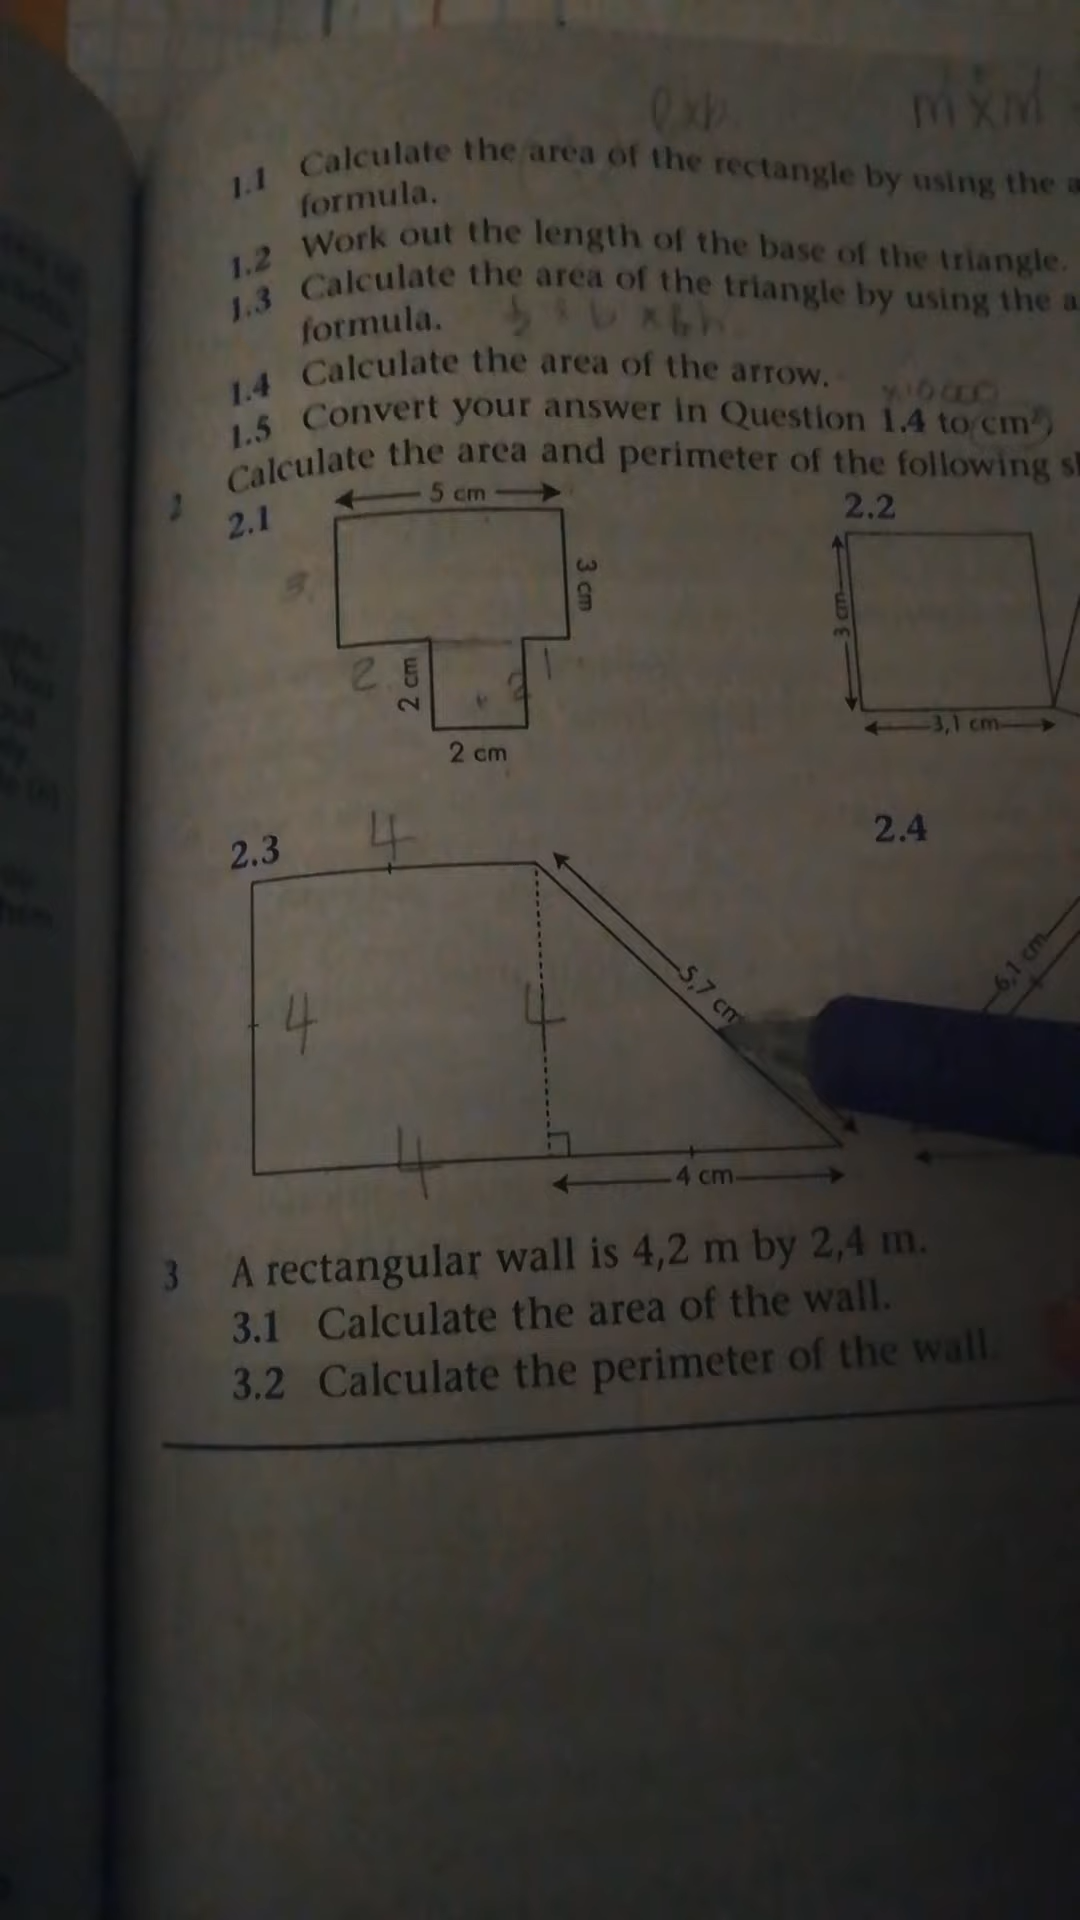 l x b
m x m
1.1 Calculate the area of the rectangle by using the
formula.
1.2 Work out the length of the base of the triangle.
1.3 Calculate the area of the triangle by using the
formula.
1.4 Calculate the area of the arrow.
1.5 Convert your answer in Question 1.4 to cm²
2 Calculate the area and perimeter of the following
2.1
5 cm
3 cm
3
2
2 cm
2
1
2 cm
2.2
3 cm
3,1 cm
2.3
4
4
4
4
5,7 cm
4 cm
2.4
6,1 cm
3 A rectangular wall is 4,2 m by 2,4 m.
3.1 Calculate the area of the wall.
3.2 Calculate the perimeter of the wall.